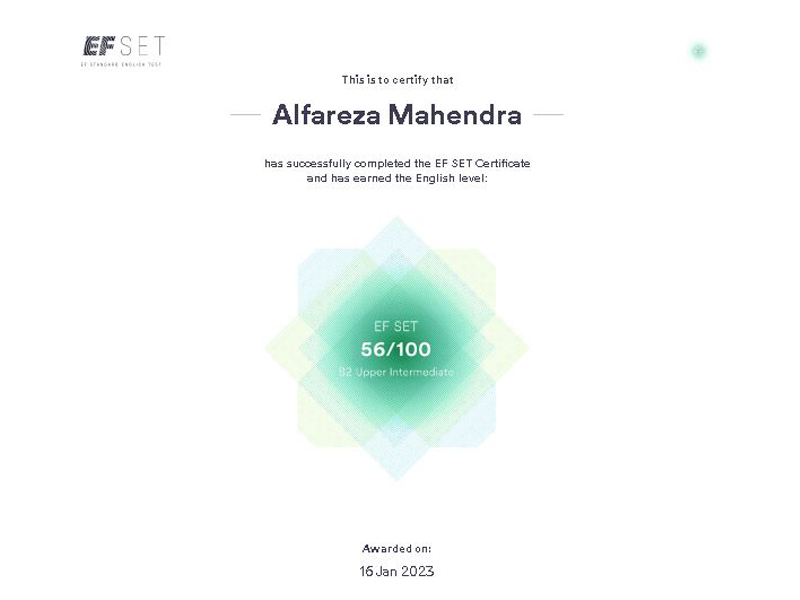 EF SET
EF STANDARD ENGLISH TEST
This is to certify that
Alfareza Mahendra
has successfully completed the EF SET Certificate
and has earned the English level:
EF SET
56/100
B2 Upper Intermediate
Awarded on:
16 Jan 2023